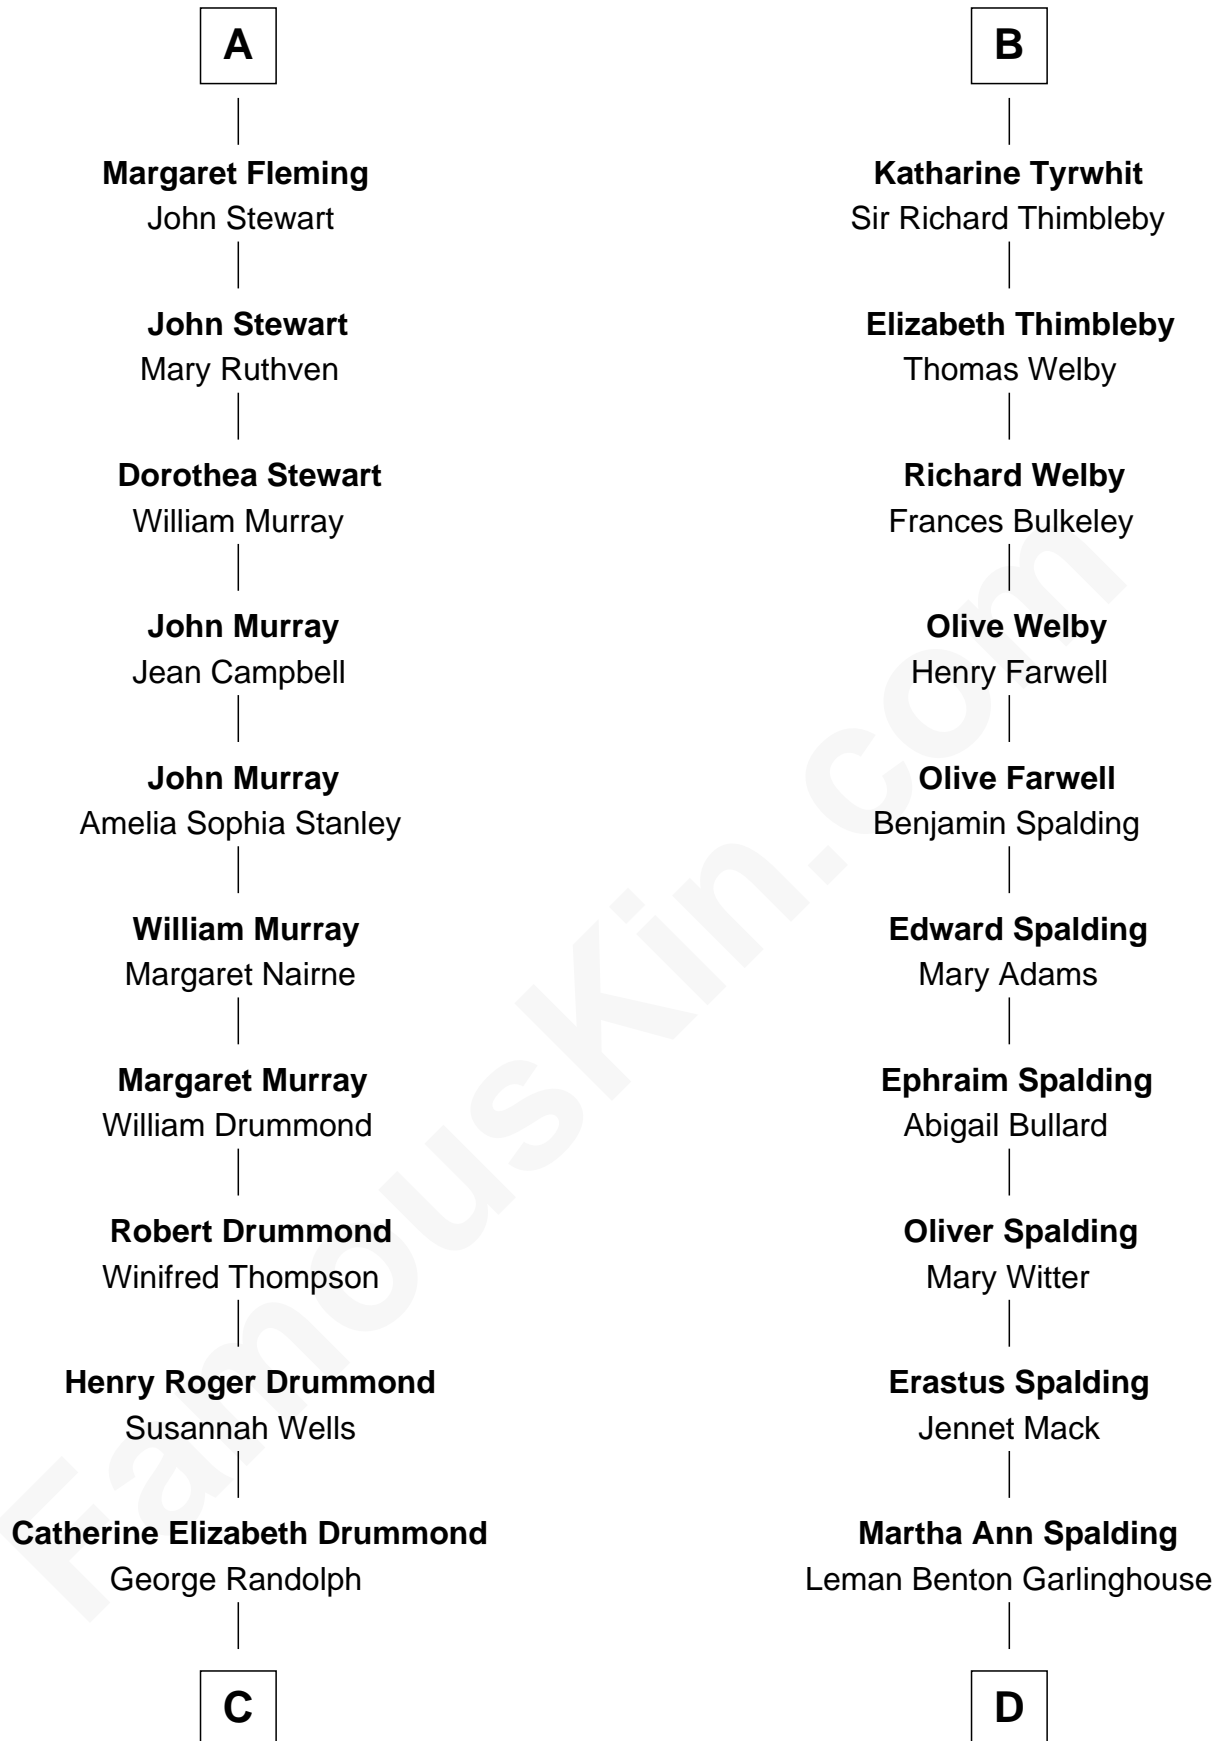 A
Margaret Fleming
John Stewart
John Stewart
Mary Ruthven
Dorothea Stewart
William Murray
John Murray
Jean Campbell
John Murray
Amelia Sophia Stanley
William Murray
Margaret Nairne
Margaret Murray
William Drummond
Robert Drummond
Winifred Thompson
Henry Roger Drummond
Susannah Wells
Catherine Elizabeth Drummond
George Randolph
C
B
Katharine Tyrwhit
Sir Richard Thimbleby
Elizabeth Thimbleby
Thomas Welby
Richard Welby
Frances Bulkeley
Olive Welby
Henry Farwell
Olive Farwell
Benjamin Spalding
Edward Spalding
Mary Adams
Ephraim Spalding
Abigail Bullard
Oliver Spalding
Mary Witter
Erastus Spalding
Jennet Mack
Martha Ann Spalding
Leman Benton Garlinghouse
D
FamousKin.com